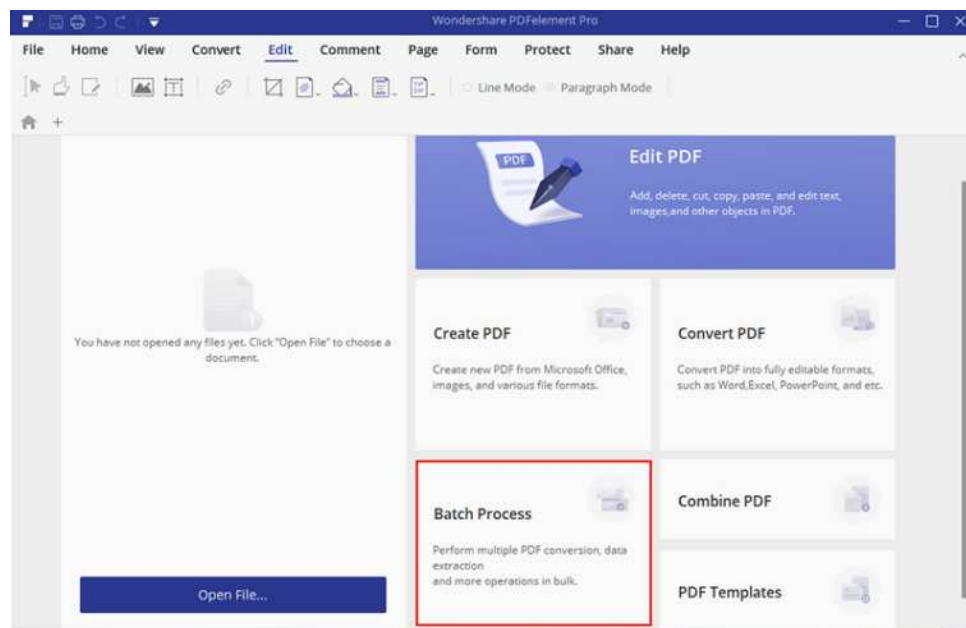 Wondershare PDFelement Pro
File Home View Convert Edit Comment Page Form Protect Share Help
Line Mode Paragraph Mode
You have not opened any files yet. Click "Open File" to choose a
document.
Open File...
PDF
Edit PDF
Add, delete, cut, copy, paste, and edit text,
images,and other objects in PDF.
Create PDF
Create new PDF from Microsoft Office,
images, and various file formats.
Convert PDF
Convert PDF into fully editable formats,
such as Word,Excel, PowerPoint, and etc.
Batch Process
Perform multiple PDF conversion, data
extraction
and more operations in bulk.
Combine PDF
PDF Templates